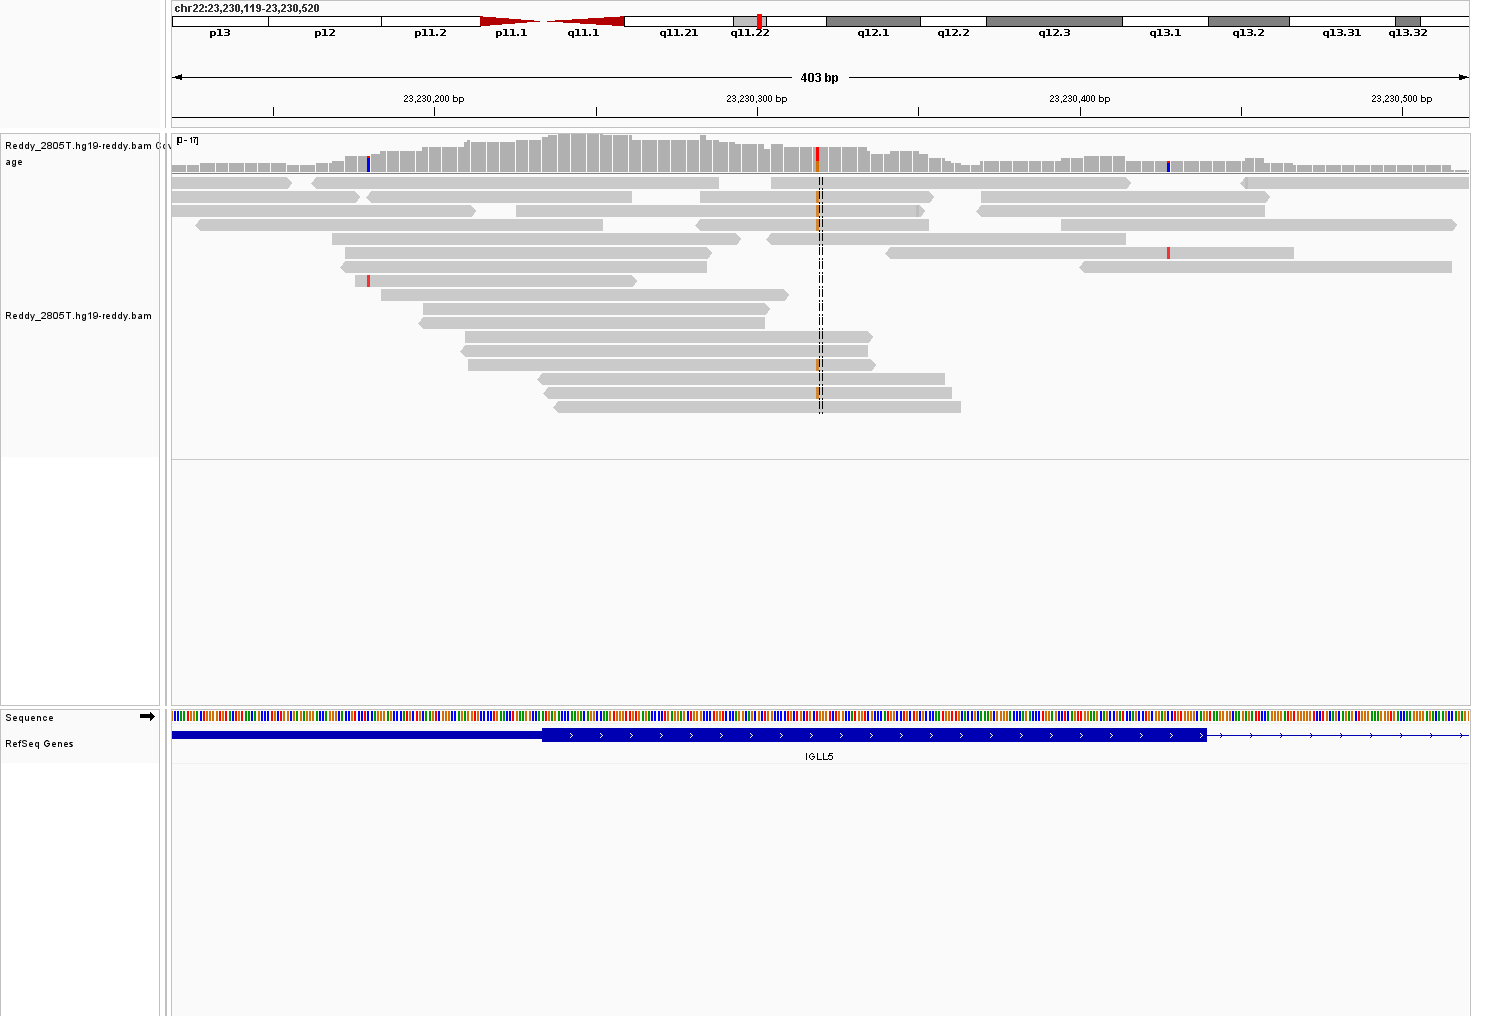 chr22:23,230,119-23,230,520
p13 p12 p11.2 p11.1 q11.1 q11.21 q11.22 q12.1 q12.2 q12.3 q13.1 q13.2 q13.31 q13.32
403 bp
23,230,200 bp 23,230,300 bp 23,230,400 bp 23,230,500 bp
[0 - 17]
Reddy_2805T.hg19-reddy.bam Cov
age
Reddy_2805T.hg19-reddy.bam
Sequence
RefSeq Genes
IGLL5